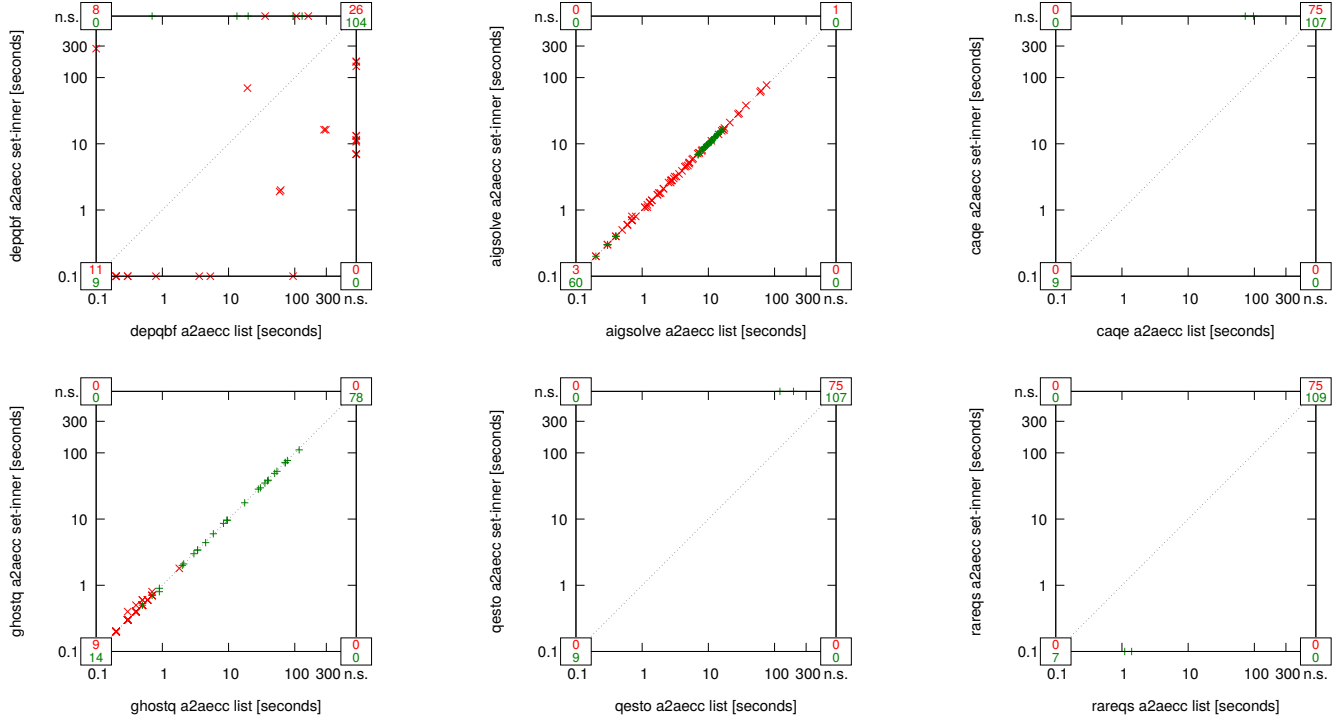 n.s. 8 0 26 104
300
100
10
1
0.1 11 9 0 0
0.1 1 10 100 300 n.s.
depqbf a2aecc set-inner [seconds]
depqbf a2aecc list [seconds]
n.s. 0 0 1 0
300
100
10
1
0.1 3 60 0 0
0.1 1 10 100 300 n.s.
aigsolve a2aecc set-inner [seconds]
aigsolve a2aecc list [seconds]
n.s. 0 0 75 107
300
100
10
1
0.1 0 9 0 0
0.1 1 10 100 300 n.s.
caqe a2aecc set-inner [seconds]
caqe a2aecc list [seconds]
n.s. 0 0 0 78
300
100
10
1
0.1 9 14 0 0
0.1 1 10 100 300 n.s.
ghostq a2aecc set-inner [seconds]
ghostq a2aecc list [seconds]
n.s. 0 0 75 107
300
100
10
1
0.1 0 9 0 0
0.1 1 10 100 300 n.s.
qesto a2aecc set-inner [seconds]
qesto a2aecc list [seconds]
n.s. 0 0 75 109
300
100
10
1
0.1 0 7 0 0
0.1 1 10 100 300 n.s.
rareqs a2aecc set-inner [seconds]
rareqs a2aecc list [seconds]